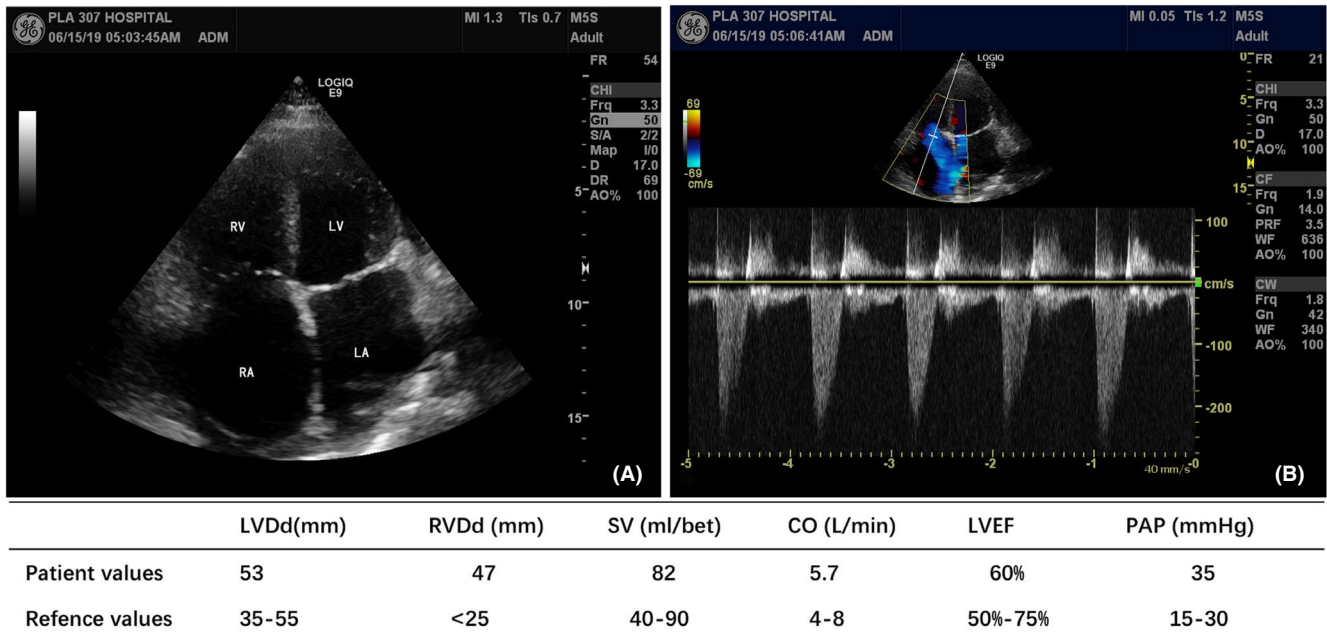 PLA 307 HOSPITAL
06/15/19 05:03:45AM ADM
MI 1.3 TIs 0.7 M5S
Adult
LOGIQ
E9
FR 54
CHI
Frq 3.3
Gn 50
S/A 2/2
Map I/0
D 17.0
DR 69
AO% 100
5
10
15
RV
LV
RA
LA
(A)
PLA 307 HOSPITAL
06/15/19 05:06:41AM ADM
MI 0.05 TIs 1.2 M5S
Adult
LOGIQ
E9
69
-69
cm/s
0
5
10
15
FR 21
CHI
Frq 3.3
Gn 50
D 17.0
AO% 100
CF
Frq 1.9
Gn 14.0
PRF 3.5
WF 636
AO% 100
CW
Frq 1.8
Gn 42
WF 340
AO% 100
100
cm/s
-100
-200
-5 -4 -3 -2 -1 -0
40 mm/s
(B)
LVDd(mm) RVDd (mm) SV (ml/bet) CO (L/min) LVEF PAP (mmHg)
Patient values 53 47 82 5.7 60% 35
Refence values 35-55 <25 40-90 4-8 50%-75% 15-30